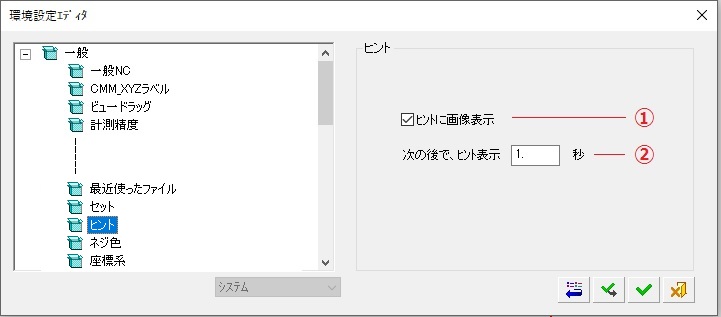 環境設定ｴﾃﾞｨﾀ
一般
一般NC
CMM_XYZラベル
ビュードラッグ
計測精度
最近使ったファイル
セット
ヒント
ネジ色
座標系
システム
ヒント
ヒントに画像表示 ①
次の後で、ヒント表示 1. 秒 ②